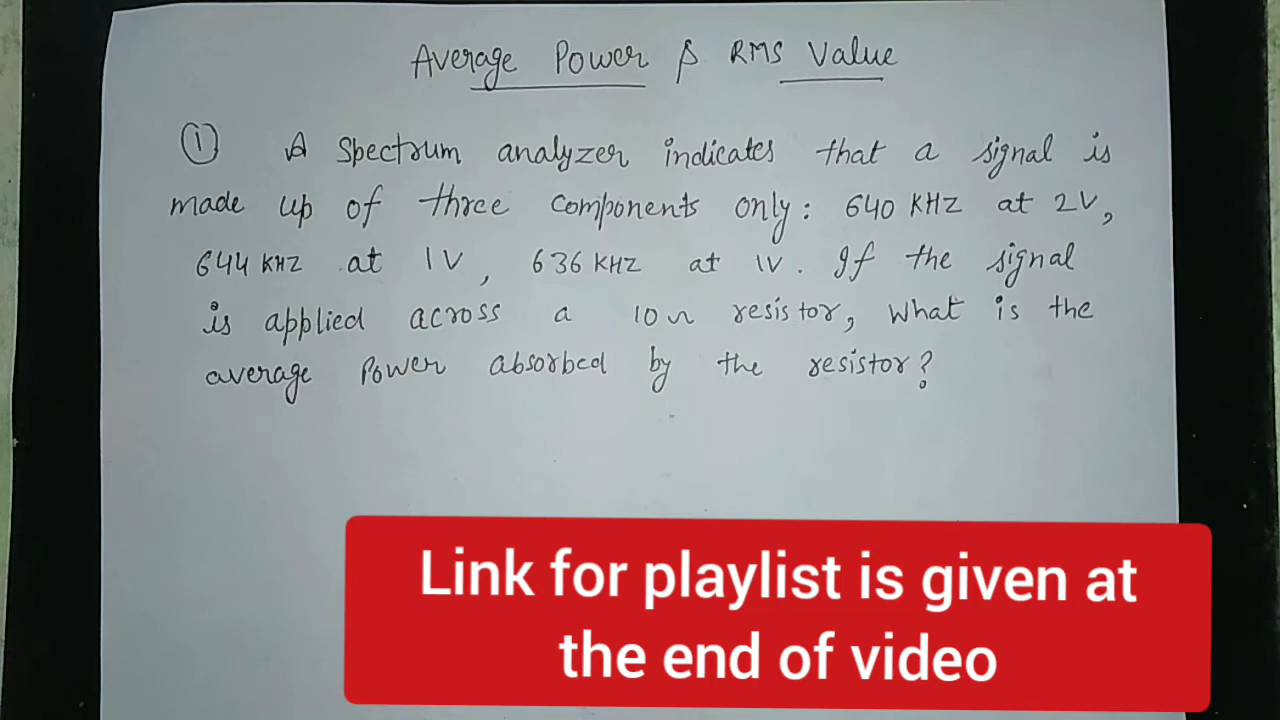 Average Power & RMS Value
① A Spectrum analyzer indicates that a signal is
made up of three components only: 640 KHZ at 2V,
644 KHZ at 1V, 636 KHZ at 1V. If the signal
is applied across a 10Ω resistor, what is the
average Power absorbed by the resistor?
Link for playlist is given at
the end of video